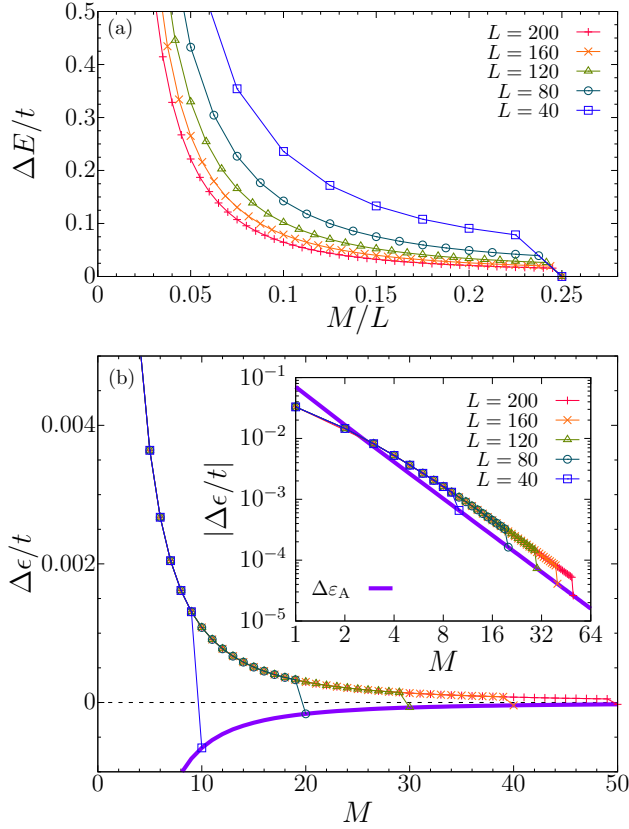 (a)
0.5
0.4
0.3
0.2
0.1
0
ΔE/t
L = 200
L = 160
L = 120
L = 80
L = 40
0 0.05 0.1 0.15 0.2 0.25
M/L
(b)
0.004
0.002
0
Δϵ/t
0 10 20 30 40 50
M
10⁻¹
10⁻²
10⁻³
10⁻⁴
10⁻⁵
|Δϵ/t|
L = 200
L = 160
L = 120
L = 80
L = 40
Δε_A
1 2 4 8 16 32 64
M